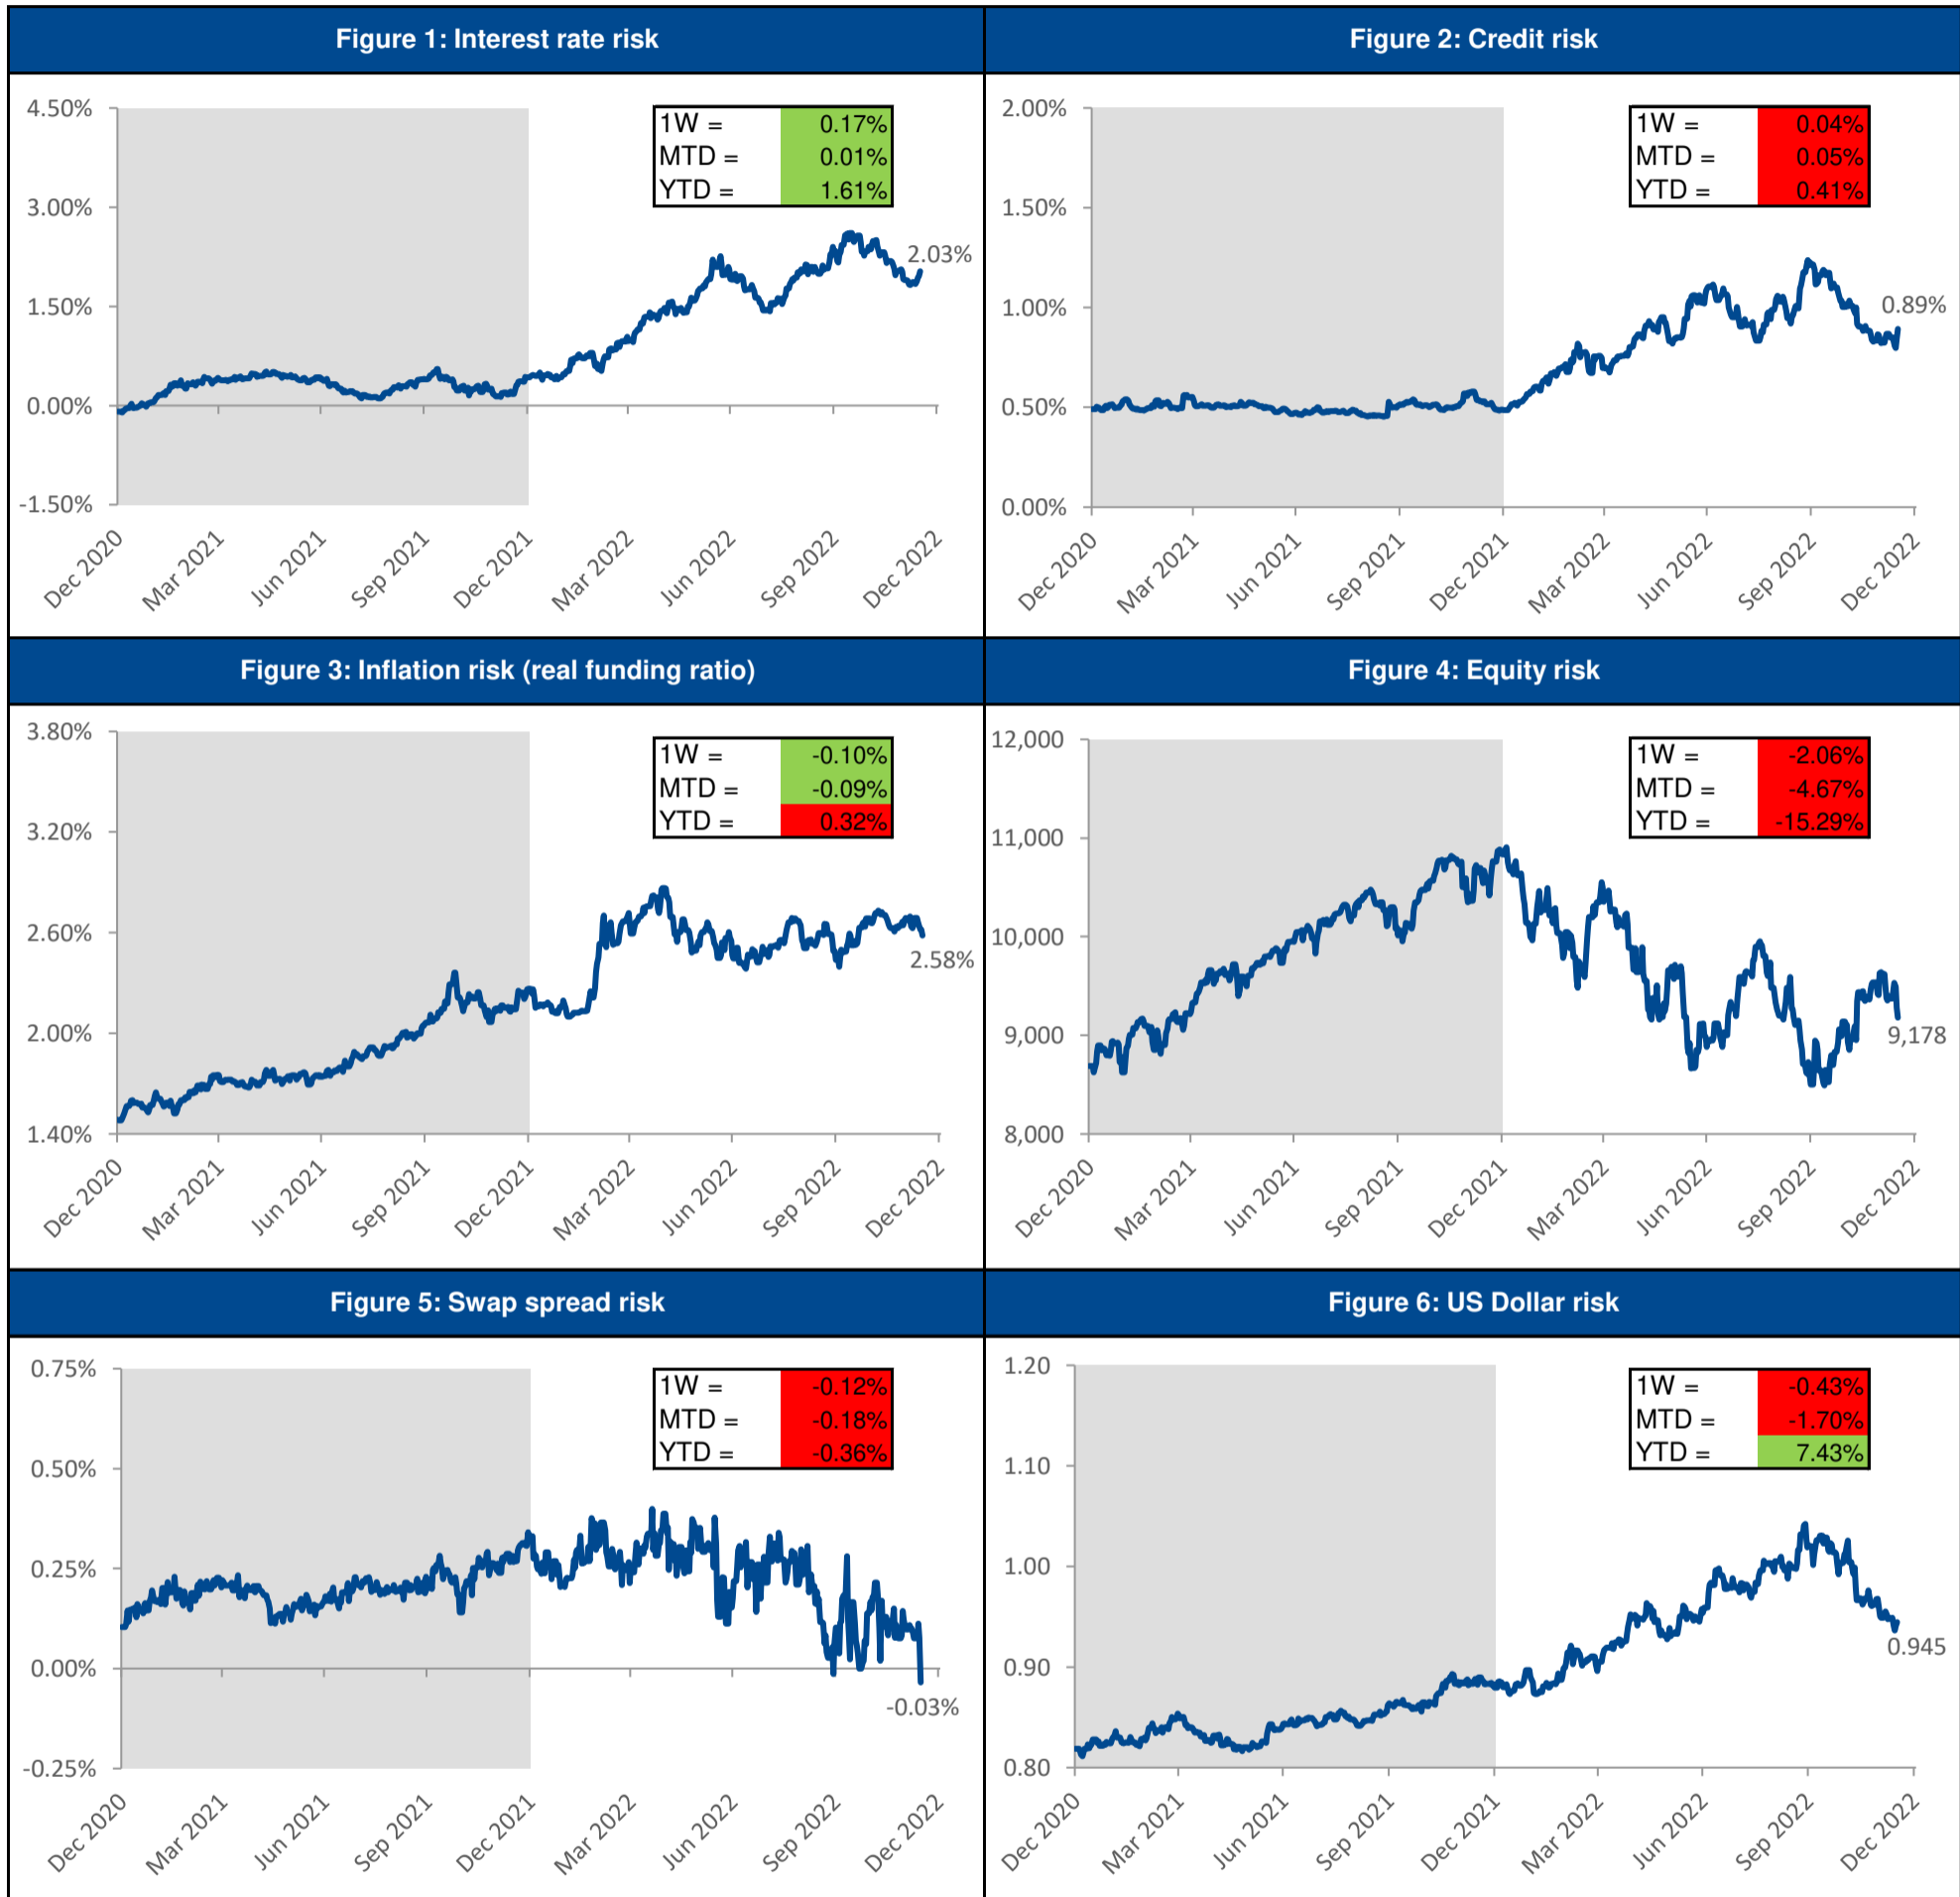 Figure 1: Interest rate risk
4.50%
3.00%
1.50%
0.00%
-1.50%
1W = 0.17%
MTD = 0.01%
YTD = 1.61%
2.03%
Dec 2020 Mar 2021 Jun 2021 Sep 2021 Dec 2021 Mar 2022 Jun 2022 Sep 2022 Dec 2022
Figure 2: Credit risk
2.00%
1.50%
1.00%
0.50%
0.00%
1W = 0.04%
MTD = 0.05%
YTD = 0.41%
0.89%
Dec 2020 Mar 2021 Jun 2021 Sep 2021 Dec 2021 Mar 2022 Jun 2022 Sep 2022 Dec 2022
Figure 3: Inflation risk (real funding ratio)
3.80%
3.20%
2.60%
2.00%
1.40%
1W = -0.10%
MTD = -0.09%
YTD = 0.32%
2.58%
Dec 2020 Mar 2021 Jun 2021 Sep 2021 Dec 2021 Mar 2022 Jun 2022 Sep 2022 Dec 2022
Figure 4: Equity risk
12,000
11,000
10,000
9,000
8,000
1W = -2.06%
MTD = -4.67%
YTD = -15.29%
9,178
Dec 2020 Mar 2021 Jun 2021 Sep 2021 Dec 2021 Mar 2022 Jun 2022 Sep 2022 Dec 2022
Figure 5: Swap spread risk
0.75%
0.50%
0.25%
0.00%
-0.25%
1W = -0.12%
MTD = -0.18%
YTD = -0.36%
-0.03%
Dec 2020 Mar 2021 Jun 2021 Sep 2021 Dec 2021 Mar 2022 Jun 2022 Sep 2022 Dec 2022
Figure 6: US Dollar risk
1.20
1.10
1.00
0.90
0.80
1W = -0.43%
MTD = -1.70%
YTD = 7.43%
0.945
Dec 2020 Mar 2021 Jun 2021 Sep 2021 Dec 2021 Mar 2022 Jun 2022 Sep 2022 Dec 2022